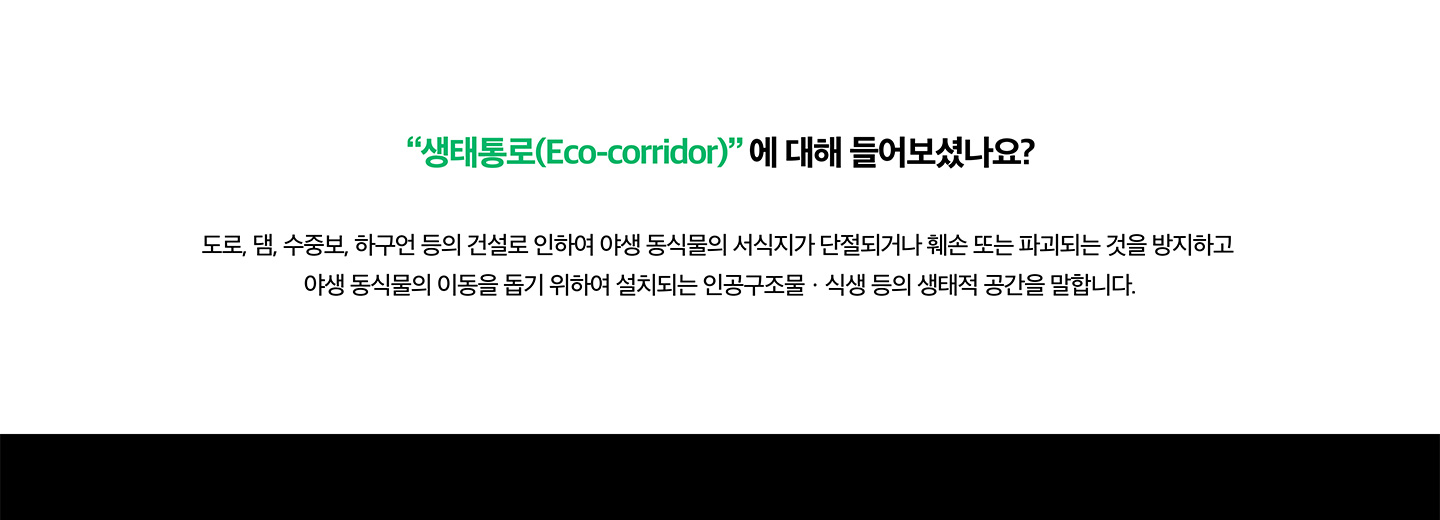 “생태통로(Eco-corridor)” 에 대해 들어보셨나요?
도로, 댐, 수중보, 하구언 등의 건설로 인하여 야생 동식물의 서식지가 단절되거나 훼손 또는 파괴되는 것을 방지하고
야생 동식물의 이동을 돕기 위하여 설치되는 인공구조물 · 식생 등의 생태적 공간을 말합니다.